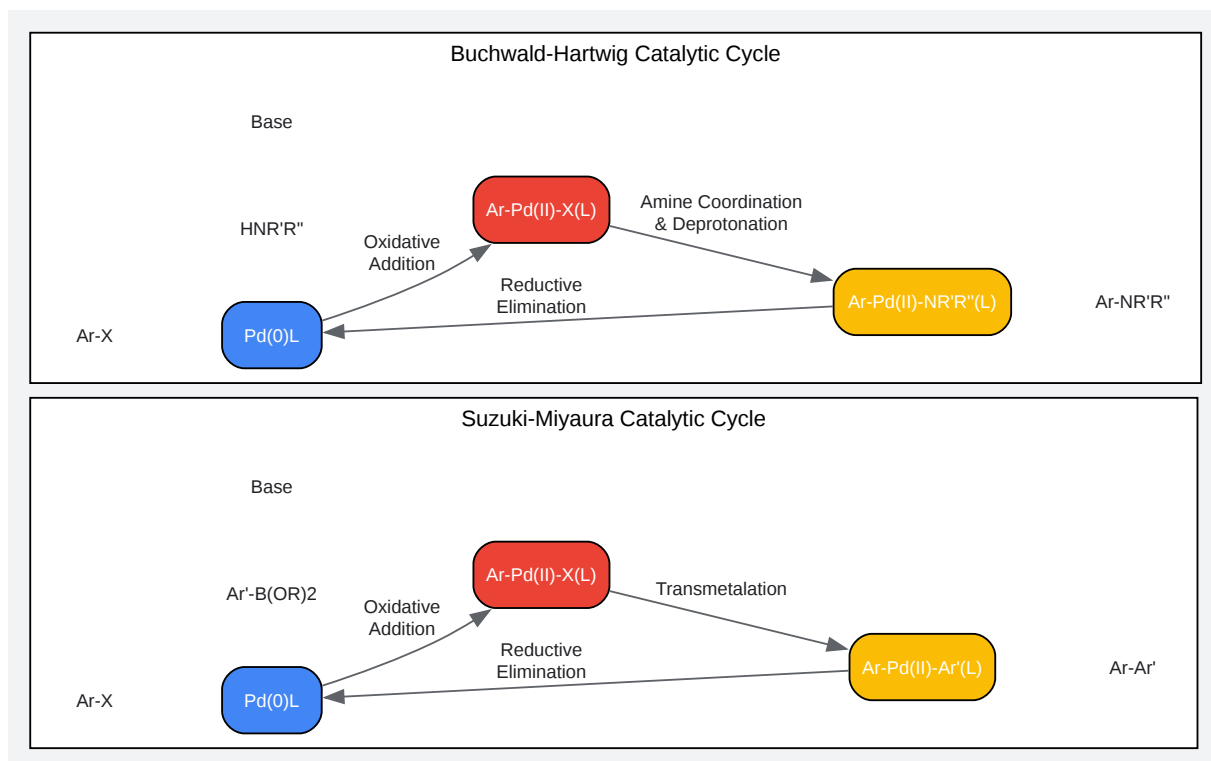 Buchwald-Hartwig Catalytic Cycle
Base
Ar-Pd(II)-X(L)
Amine Coordination
& Deprotonation
HNR'R"
Oxidative
Addition
Reductive
Elimination
Ar-Pd(II)-NR'R"(L)
Ar-NR'R"
Ar-X
Pd(0)L
Suzuki-Miyaura Catalytic Cycle
Base
Ar-Pd(II)-X(L)
Transmetalation
Ar'-B(OR)2
Oxidative
Addition
Reductive
Elimination
Ar-Pd(II)-Ar'(L)
Ar-Ar'
Ar-X
Pd(0)L